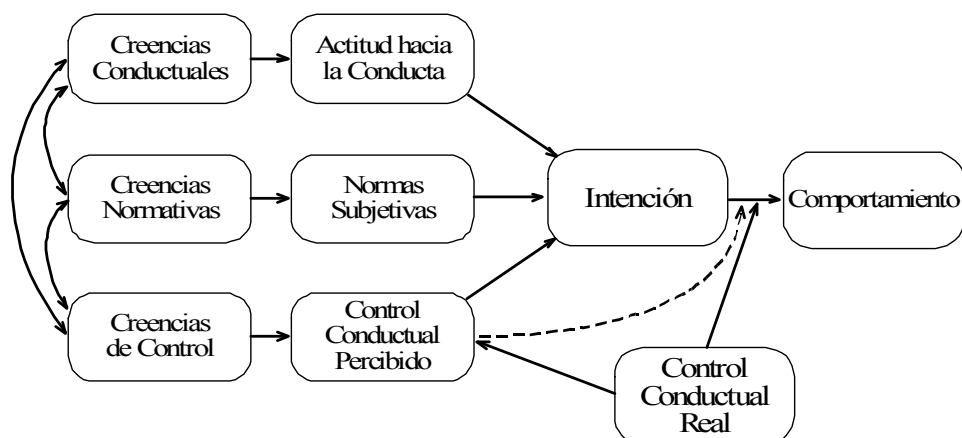 Creencias
Conductuales
Actitud hacia
la Conducta
Creencias
Normativas
Normas
Subjetivas
Intención
Comportamiento
Creencias
de Control
Control
Conductual
Percibido
Control
Conductual
Real